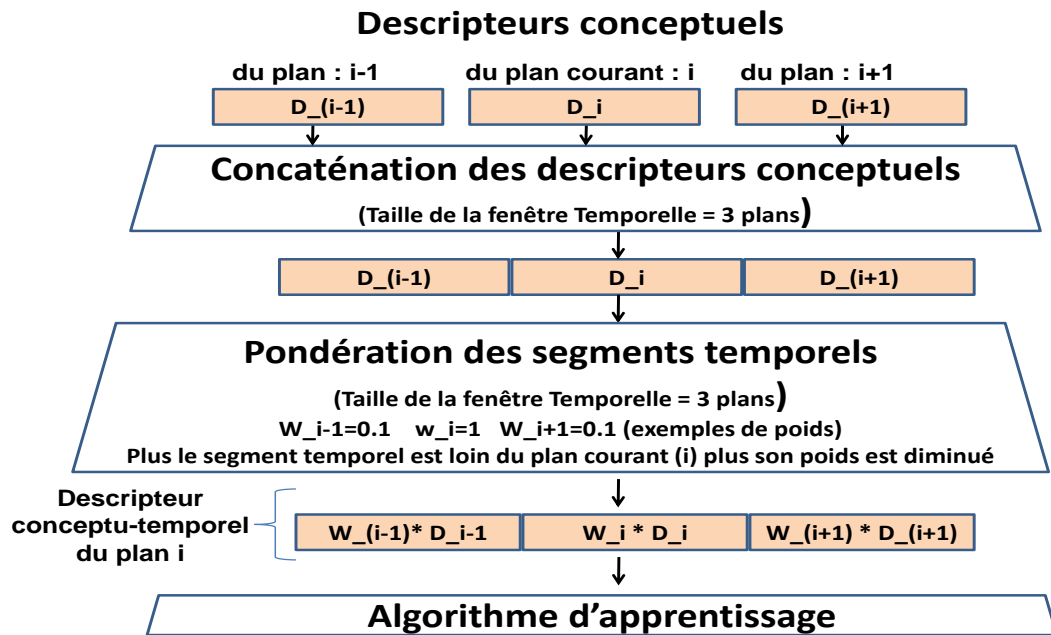 Descripteurs conceptuels
du plan : i-1 du plan courant : i du plan : i+1
D_(i-1) D_i D_(i+1)
Concaténation des descripteurs conceptuels
(Taille de la fenêtre Temporelle = 3 plans)
D_(i-1) D_i D_(i+1)
Pondération des segments temporels
(Taille de la fenêtre Temporelle = 3 plans)
W_i-1=0.1 w_i=1 W_i+1=0.1 (exemples de poids)
Plus le segment temporel est loin du plan courant (i) plus son poids est diminué
Descripteur
conceptu-temporel
du plan i
W_(i-1)* D_i-1 W_i * D_i W_(i+1) * D_(i+1)
Algorithme d'apprentissage